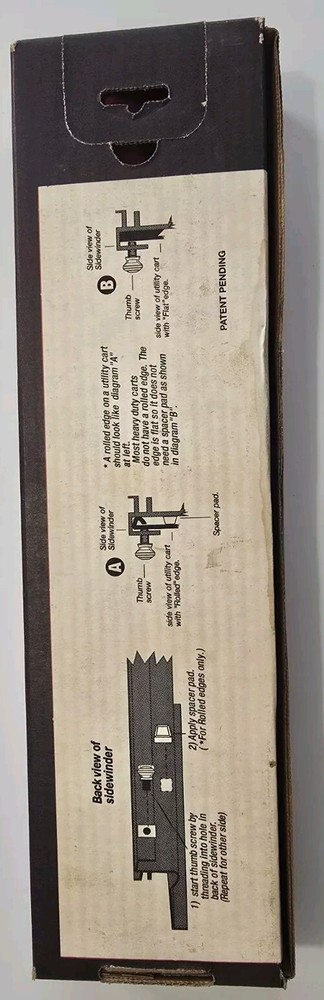 Back view of
sidewinder
1) start thumb screw by
threading into hole in
back of sidewinder.
(Repeat for other side)
2) Apply spacer pad.
(*For Rolled edges only.)
A
Side view of
Sidewinder
Thumb
screw
side view of utility cart
with "Rolled" edge.
Spacer pad.
* A rolled edge on a utility cart
should look like diagram "A"
at left.
Most heavy duty carts
do not have a rolled edge. The
edge is flat so it does not
need a spacer pad as shown
in diagram "B"
B
Side view of
Sidewinder
Thumb
screw
side view of utility cart
with "Flat" edge.
PATENT PENDING